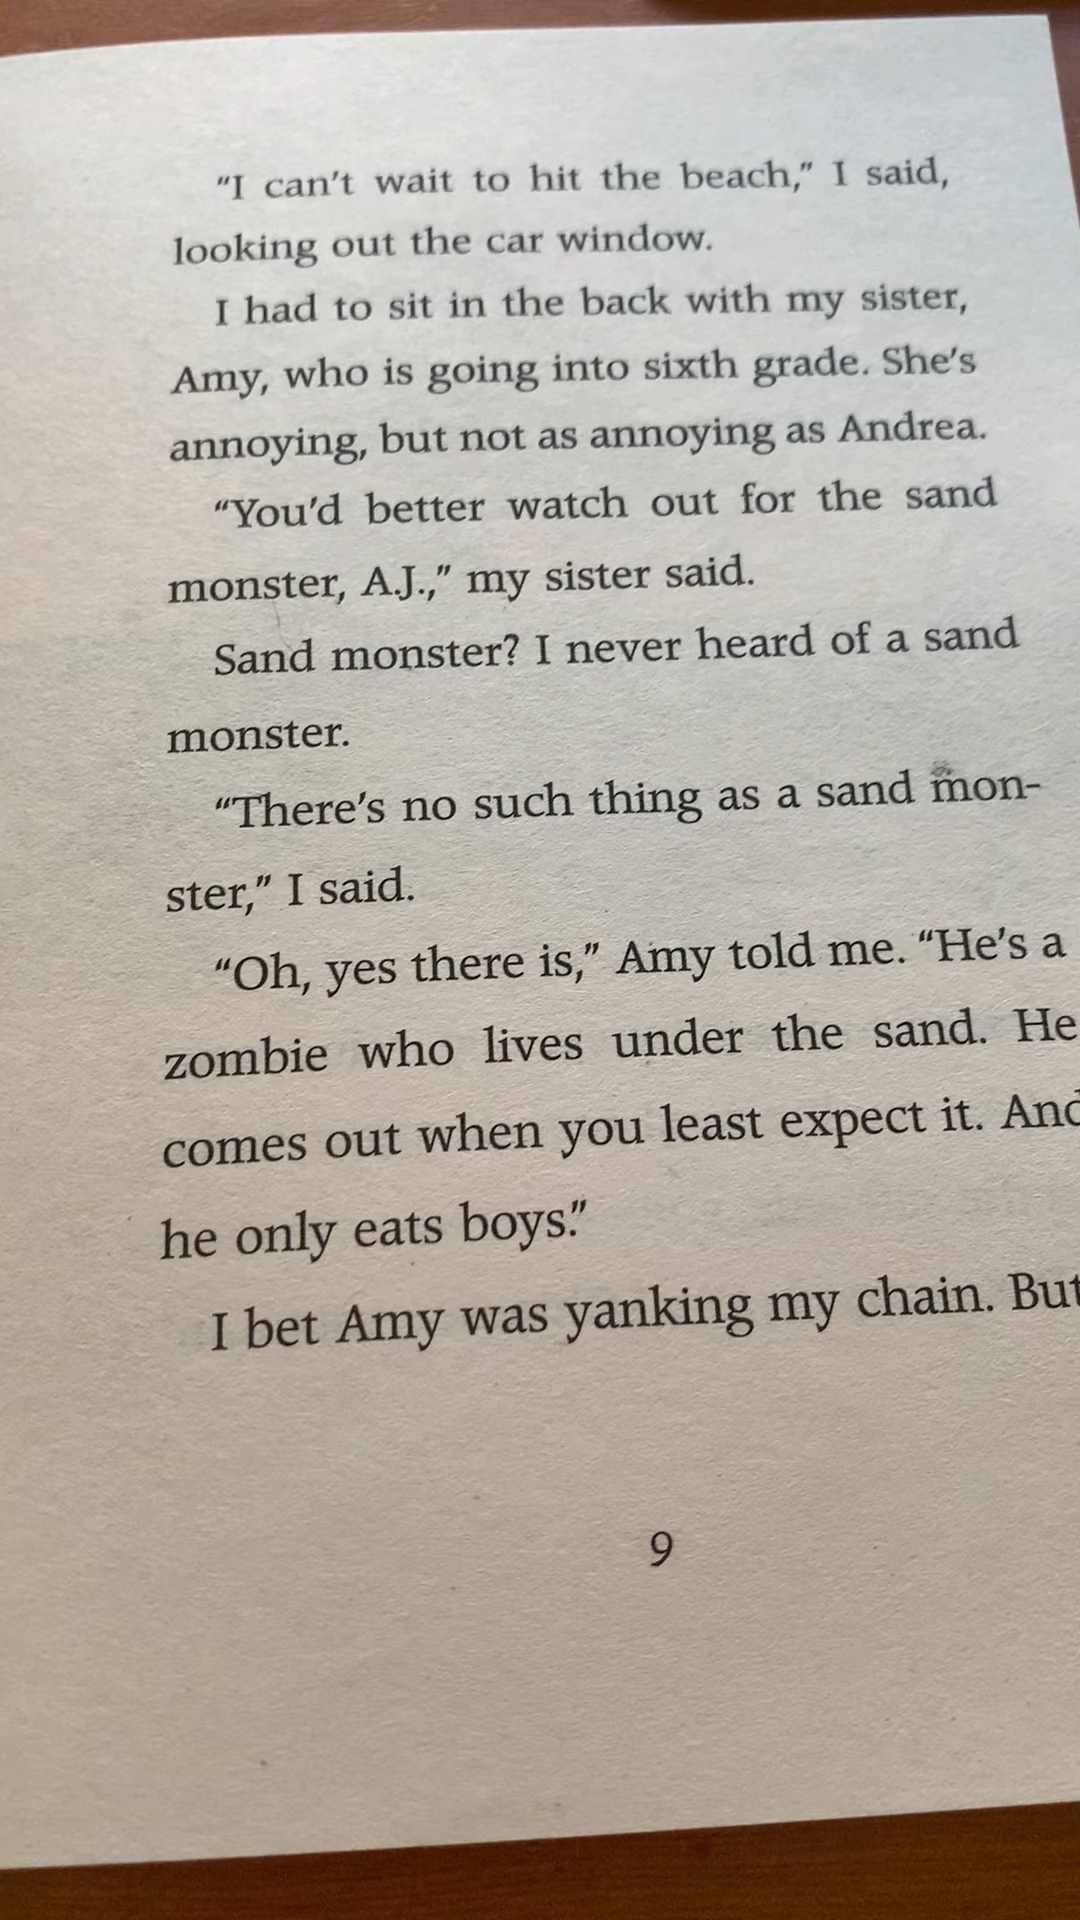 “I can’t wait to hit the beach,” I said,
looking out the car window.
I had to sit in the back with my sister,
Amy, who is going into sixth grade. She’s
annoying, but not as annoying as Andrea.
“You’d better watch out for the sand
monster, A.J.,” my sister said.
Sand monster? I never heard of a sand
monster.
“There’s no such thing as a sand mon-
ster,” I said.
“Oh, yes there is,” Amy told me. “He’s a
zombie who lives under the sand. He
comes out when you least expect it. And
he only eats boys.”
I bet Amy was yanking my chain. But
9